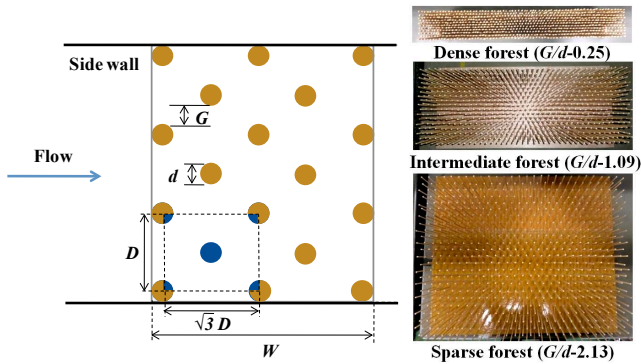 Side wall
G
Flow
d
D
√3 D
W
Dense forest (G/d-0.25)
Intermediate forest (G/d-1.09)
Sparse forest (G/d-2.13)